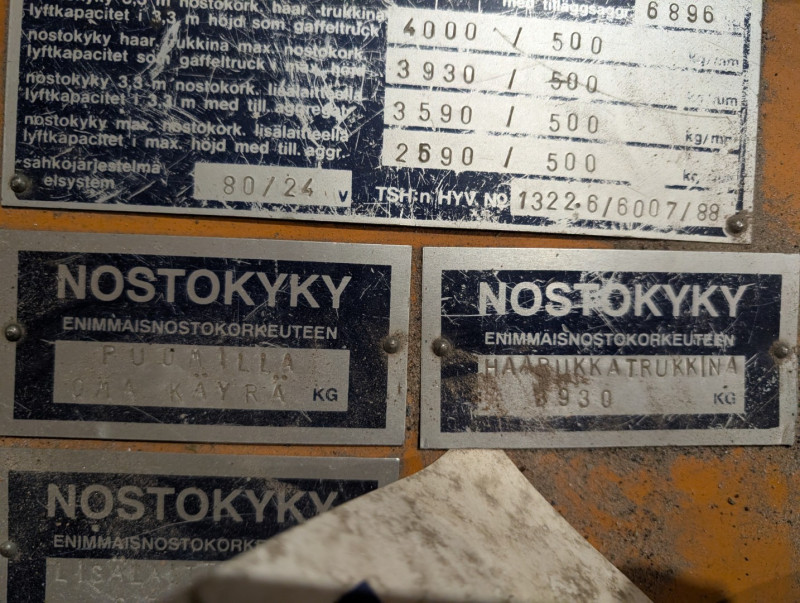 nostokyky 3,3 m nostokork. haar.-trukkina
lyftkapacitet i 3,3 m höjd som gaffeltruck
4000 / 500
nostokyky haar.trukkina max. nostokork.
lyftkapacitet som gaffeltruck i max. höjd
3930 / 500
nostokyky 3,3 m nostokork. lisälaitteella
lyftkapacitet i 3,3 m med till. aggregat
3590 / 500 kg/mm
nostokyky max. nostokork. lisälaitteella
lyftkapacitet i max. höjd med till. aggr.
2590 / 500
med tilläggsaggr
6896
sähköjärjestelmä
elsystem
80/24 V
TSH:n HYV. NO 1322.6/6007/88
NOSTOKYKY
ENIMMAISNOSTOKORKEUTEEN
PUOMILLA
OMA KÄYRÄ KG
NOSTOKYKY
ENIMMAISNOSTOKORKEUTEEN
HAARUKKATRUKKINA
3930 KG
NOSTOKYKY
ENIMMAISNOSTOKORKE
LISÄLA